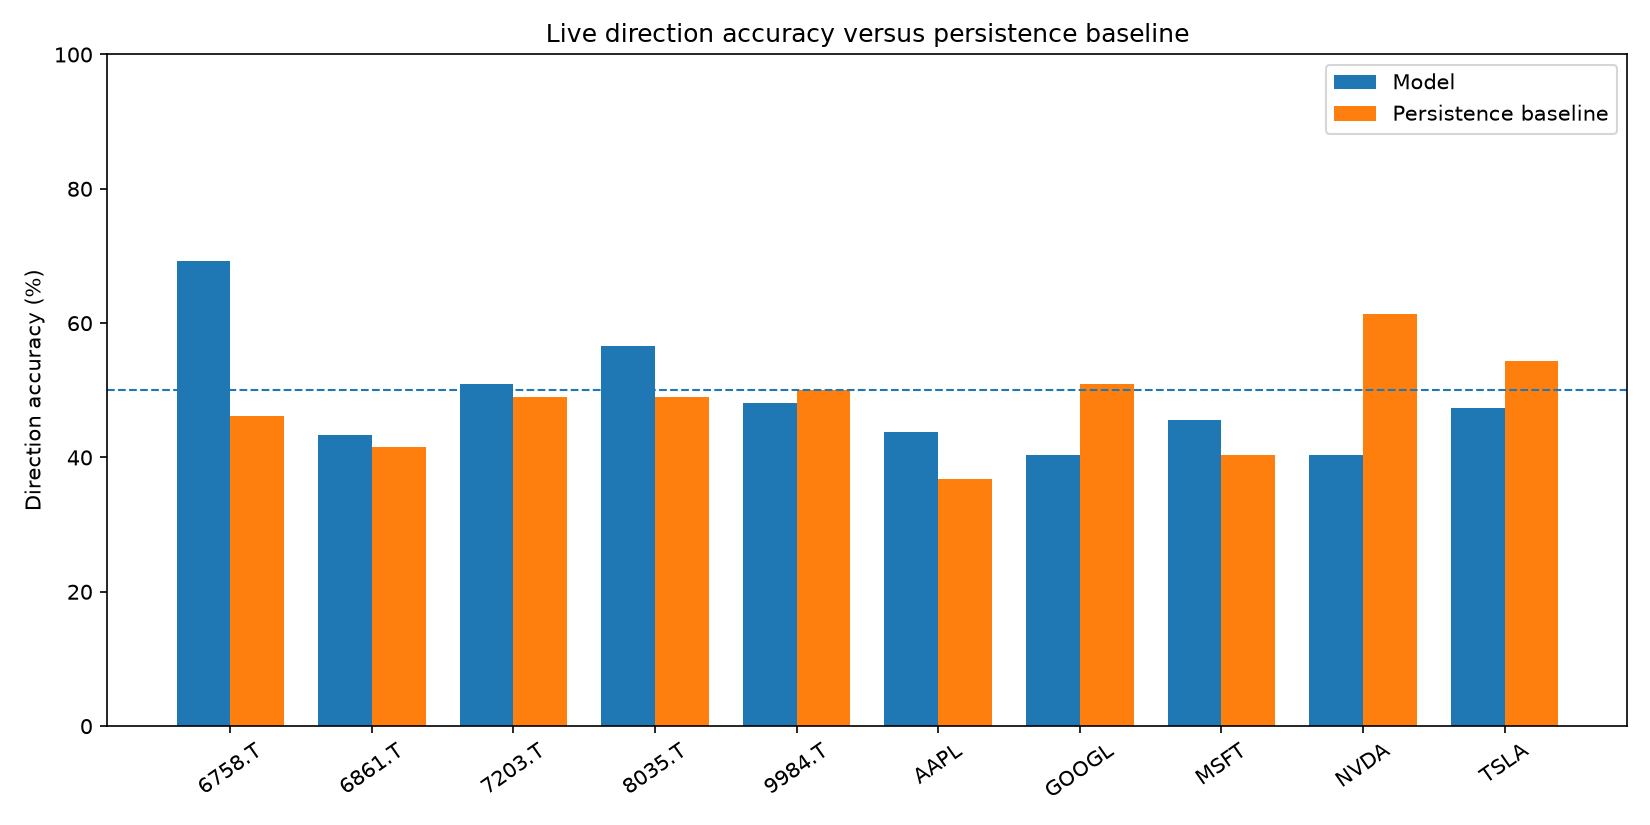 Live direction accuracy versus persistence baseline
Model
Persistence baseline
Direction accuracy (%)
100
80
60
40
20
0
6758.T
6861.T
7203.T
8035.T
9984.T
AAPL
GOOGL
MSFT
NVDA
TSLA